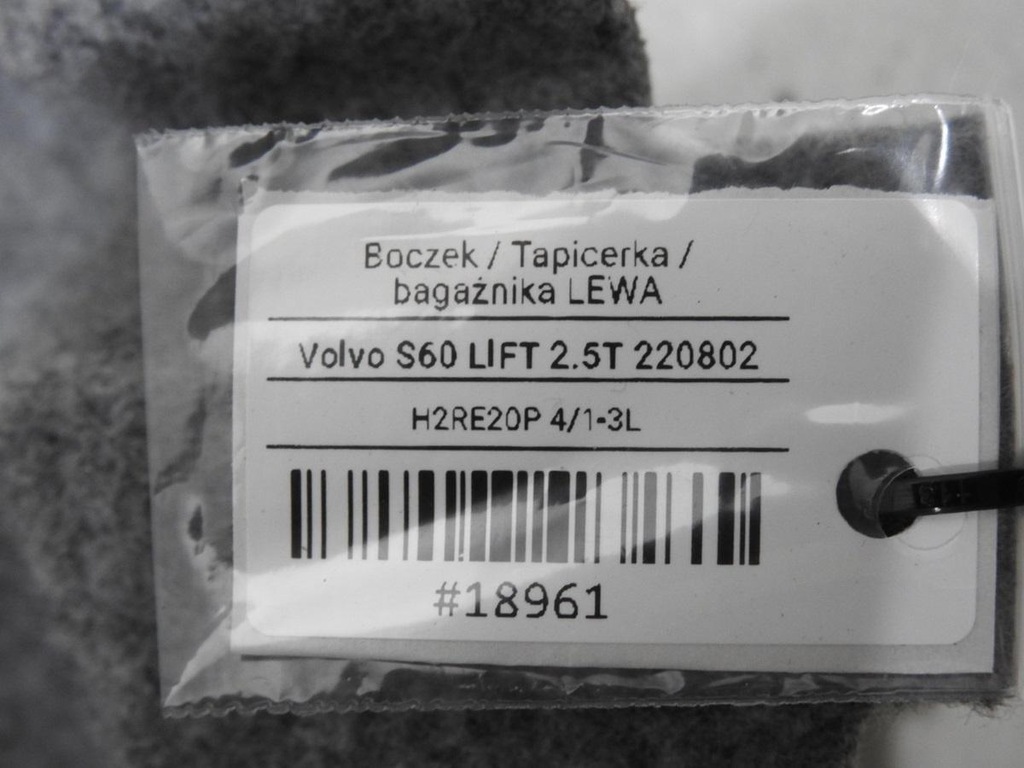 Boczek / Tapicerka /
bagażnika LEWA
Volvo S60 LIFT 2.5T 220802
H2RE20P 4/1-3L
#18961